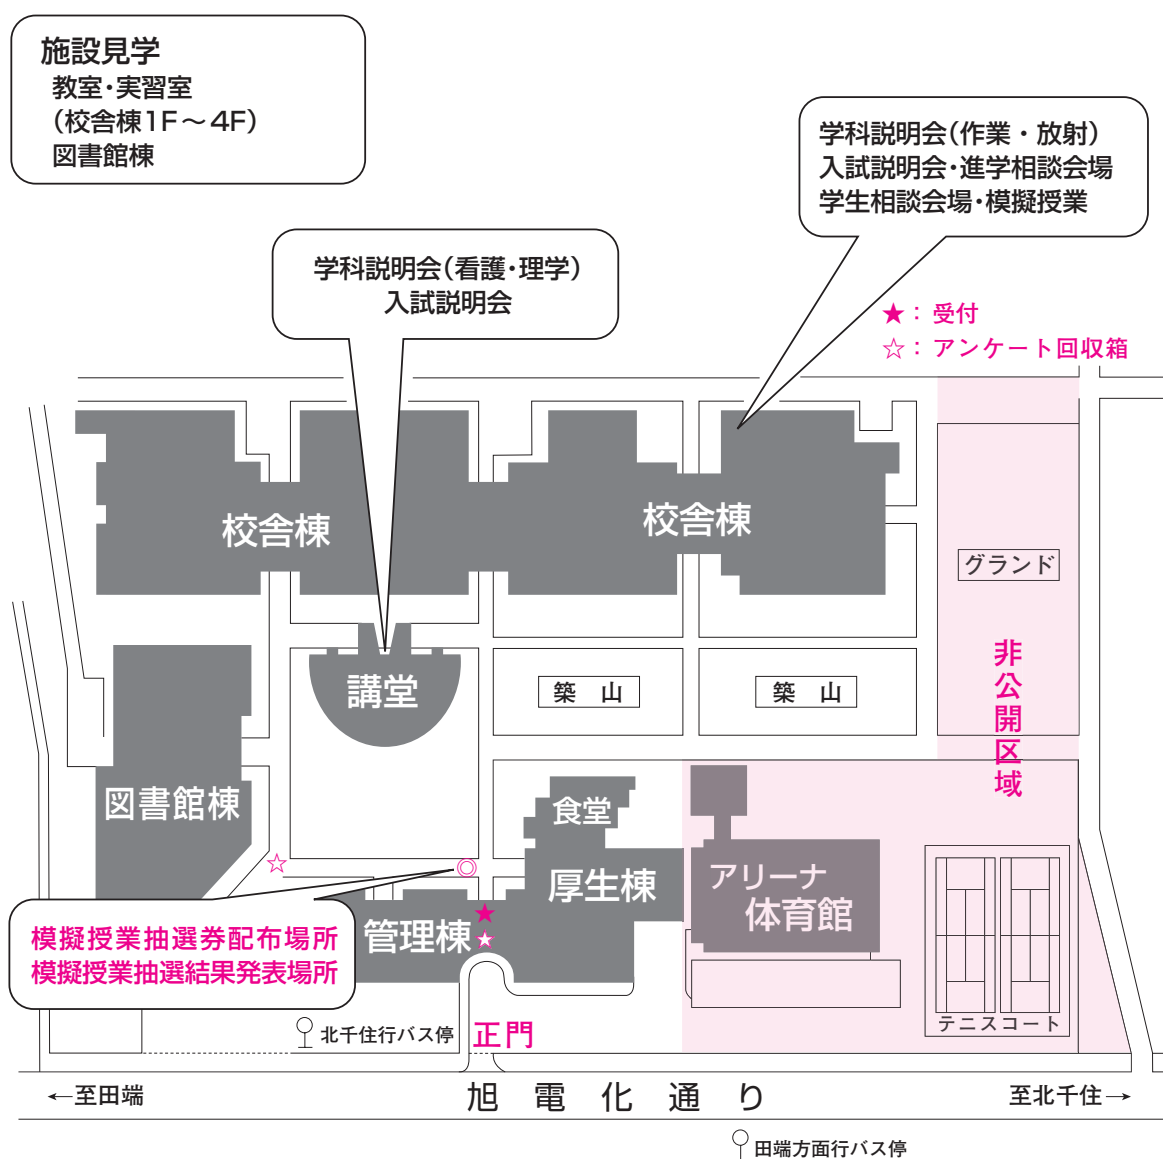 施設見学
教室・実習室
(校舎棟1F～4F)
図書館棟
学科説明会(作業・放射)
入試説明会・進学相談会場
学生相談会場・模擬授業
学科説明会(看護・理学)
入試説明会
★：受付
☆：アンケート回収箱
校舎棟
校舎棟
グランド
非公開区域
講堂
築　山
築　山
図書館棟
食堂
厚生棟
アリーナ
体育館
☆
◎
★
☆
管理棟
模擬授業抽選券配布場所
模擬授業抽選結果発表場所
テニスコート
北千住行バス停
正門
←至田端
旭電化通り
至北千住→
田端方面行バス停